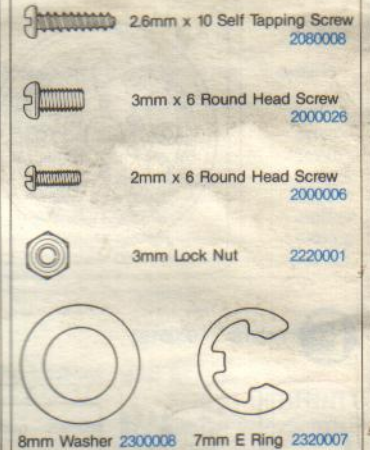 2.6mm x 10 Self Tapping Screw
2080008
3mm x 6 Round Head Screw
2000026
2mm x 6 Round Head Screw
2000006
3mm Lock Nut 2220001
8mm Washer 2300008 7mm E Ring 2320007